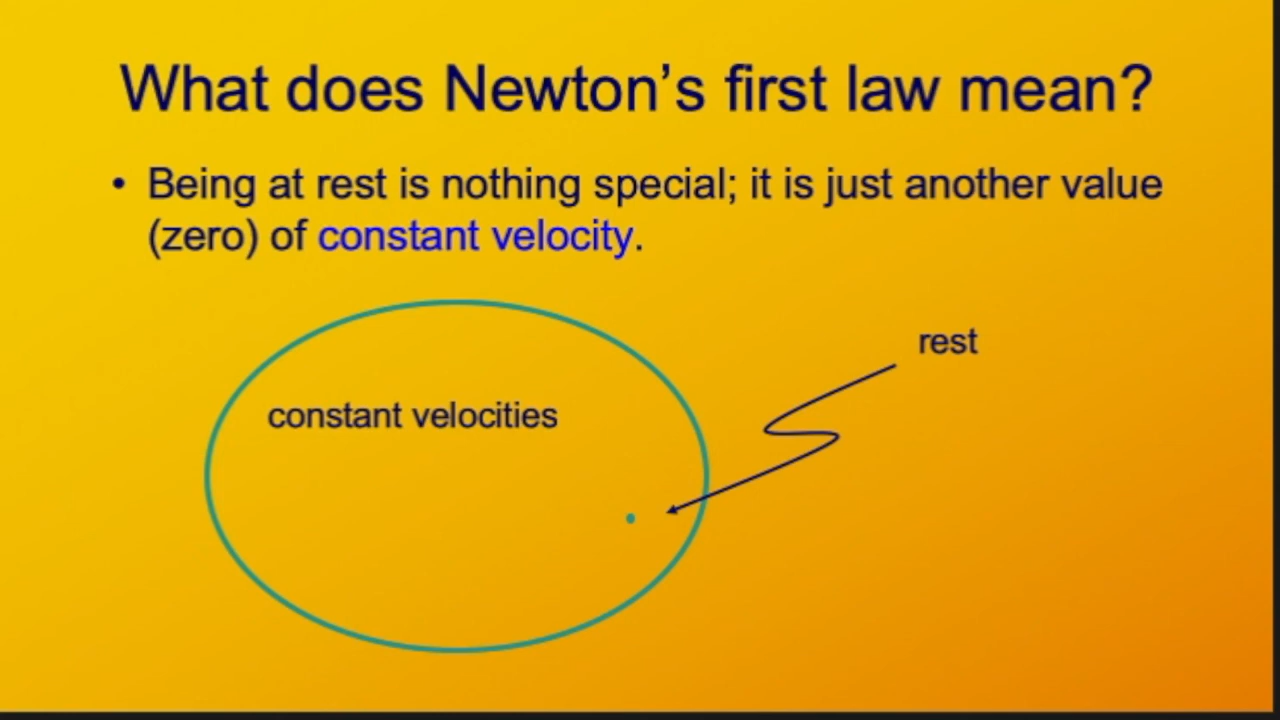 What does Newton’s first law mean?
• Being at rest is nothing special; it is just another value
(zero) of constant velocity.
rest
constant velocities